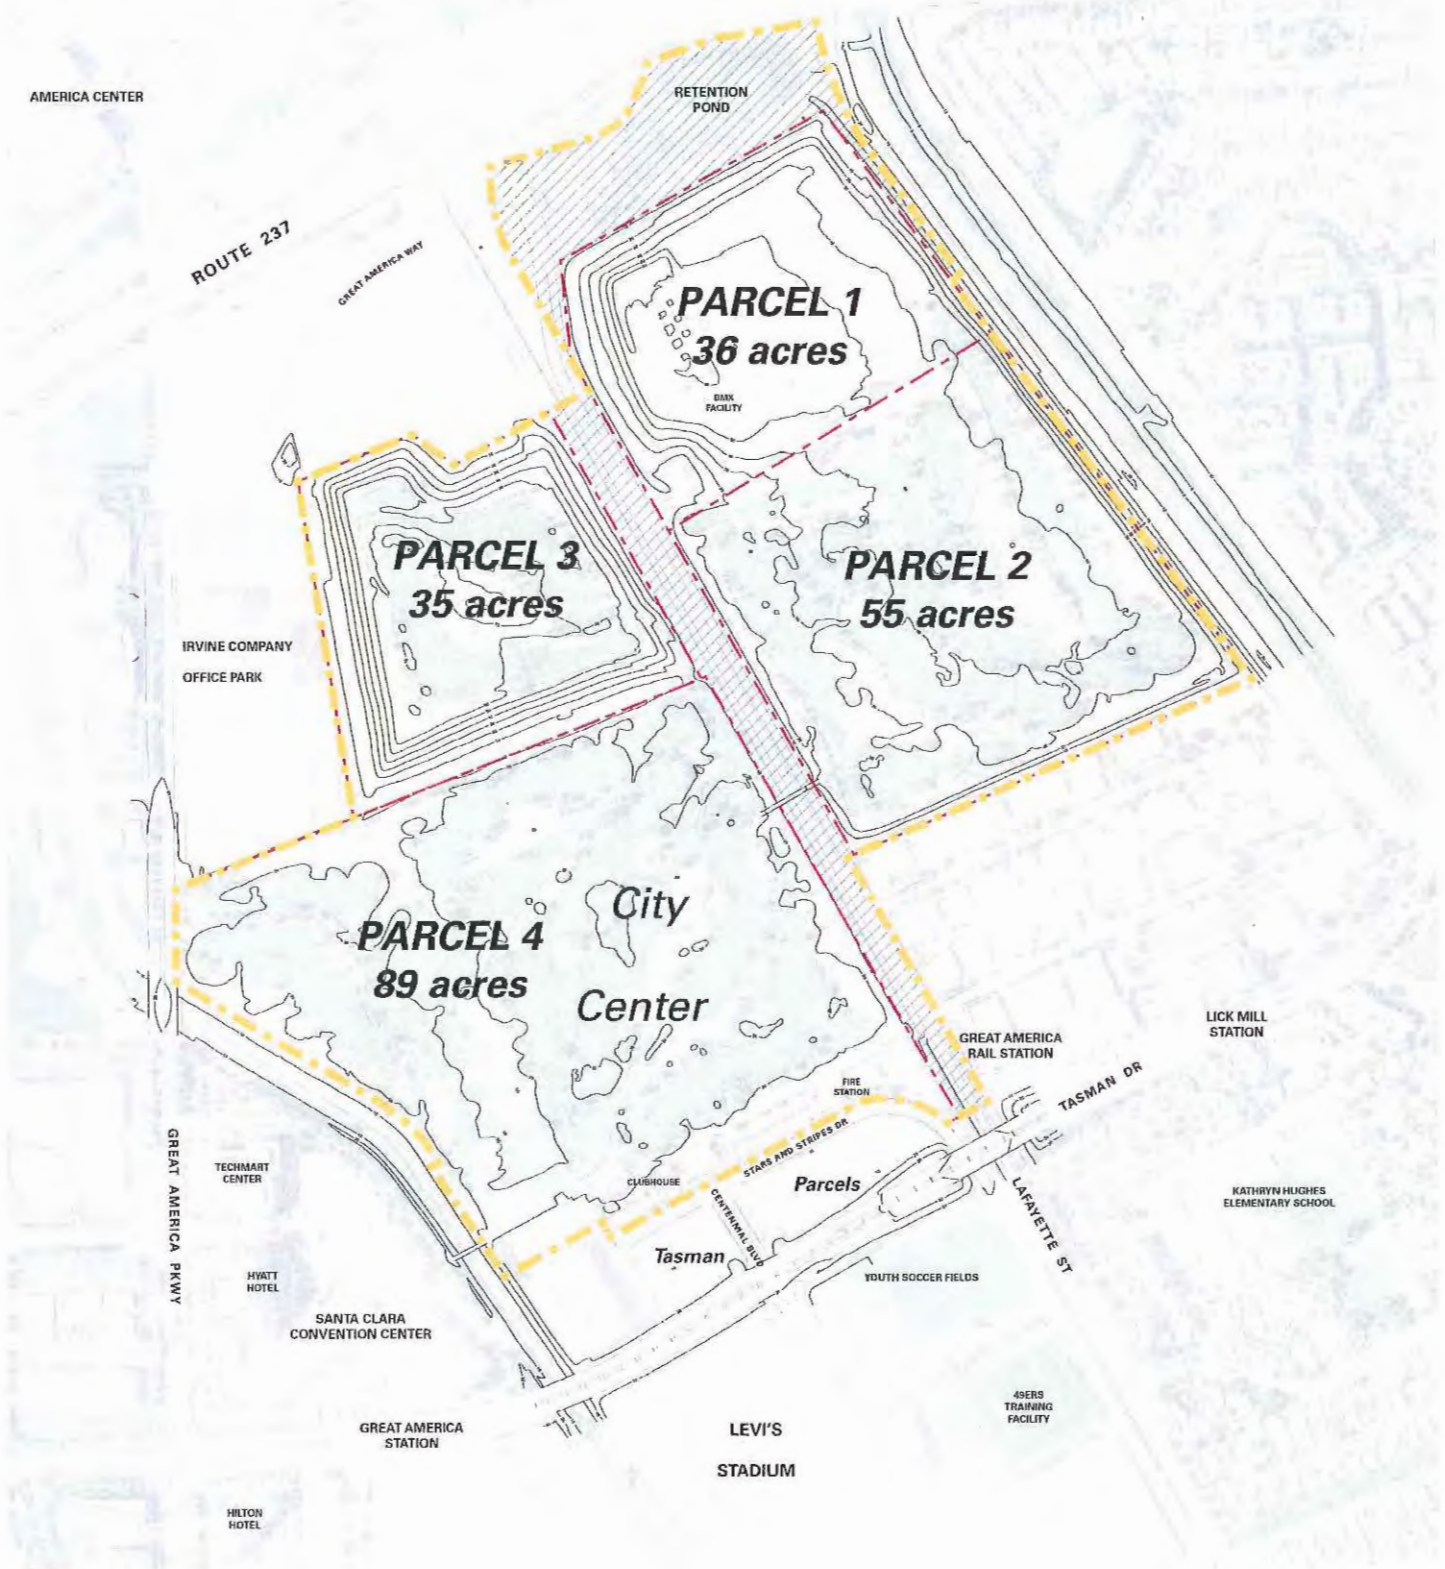 AMERICA CENTER
RETENTION
POND
ROUTE 237
GREAT AMERICA WAY
PARCEL 1
36 acres
BMX
FACILITY
PARCEL 3
35 acres
PARCEL 2
55 acres
IRVINE COMPANY
OFFICE PARK
City
Center
PARCEL 4
89 acres
LICK MILL
STATION
GREAT AMERICA
RAIL STATION
TASMAN DR
FIRE
STATION
STARS AND STRIPES DR
CLUBHOUSE
Parcels
CENTENNIAL BLVD
Tasman
LAFAYETTE ST
KATHRYN HUGHES
ELEMENTARY SCHOOL
GREAT AMERICA PKWY
TECHMART
CENTER
HYATT
HOTEL
YOUTH SOCCER FIELDS
SANTA CLARA
CONVENTION CENTER
49ERS
TRAINING
FACILITY
GREAT AMERICA
STATION
LEVI'S
STADIUM
HILTON
HOTEL